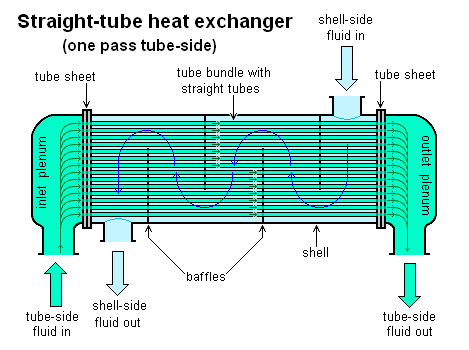 Straight-tube heat exchanger
(one pass tube-side)
shell-side
fluid in
tube sheet
tube bundle with
straight tubes
tube sheet
inlet plenum
outlet plenum
baffles
shell
tube-side
fluid in
shell-side
fluid out
tube-side
fluid out